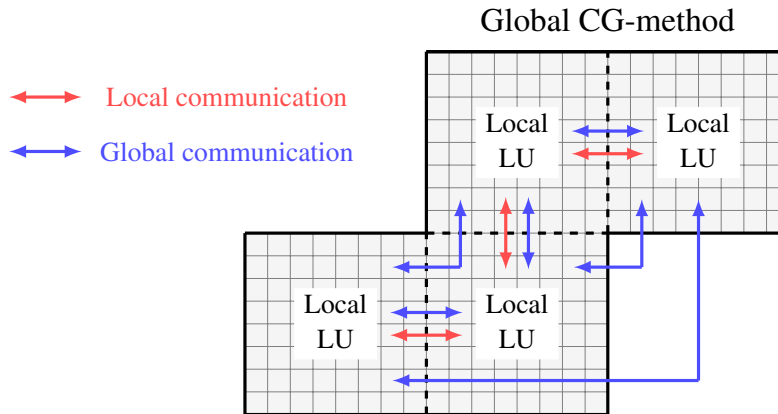 Global CG-method
Local communication
Global communication
Local
LU
Local
LU
Local
LU
Local
LU